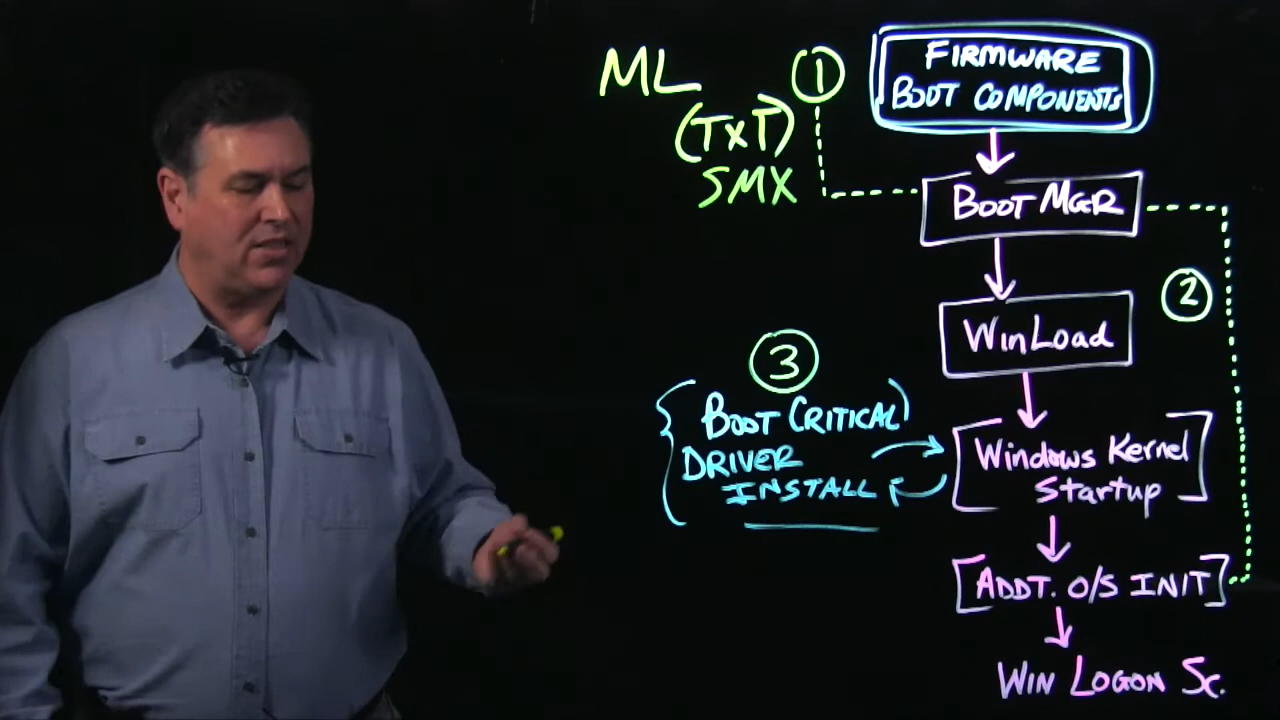 ML
(TXT)
SMX
1
FIRMWARE
BOOT COMPONENTS
BOOT MGR
2
WinLoad
3
BOOT CRITICAL
DRIVER
INSTALL
Windows Kernel
Startup
[ADDT. O/S INIT]
WIN LOGON Sc.